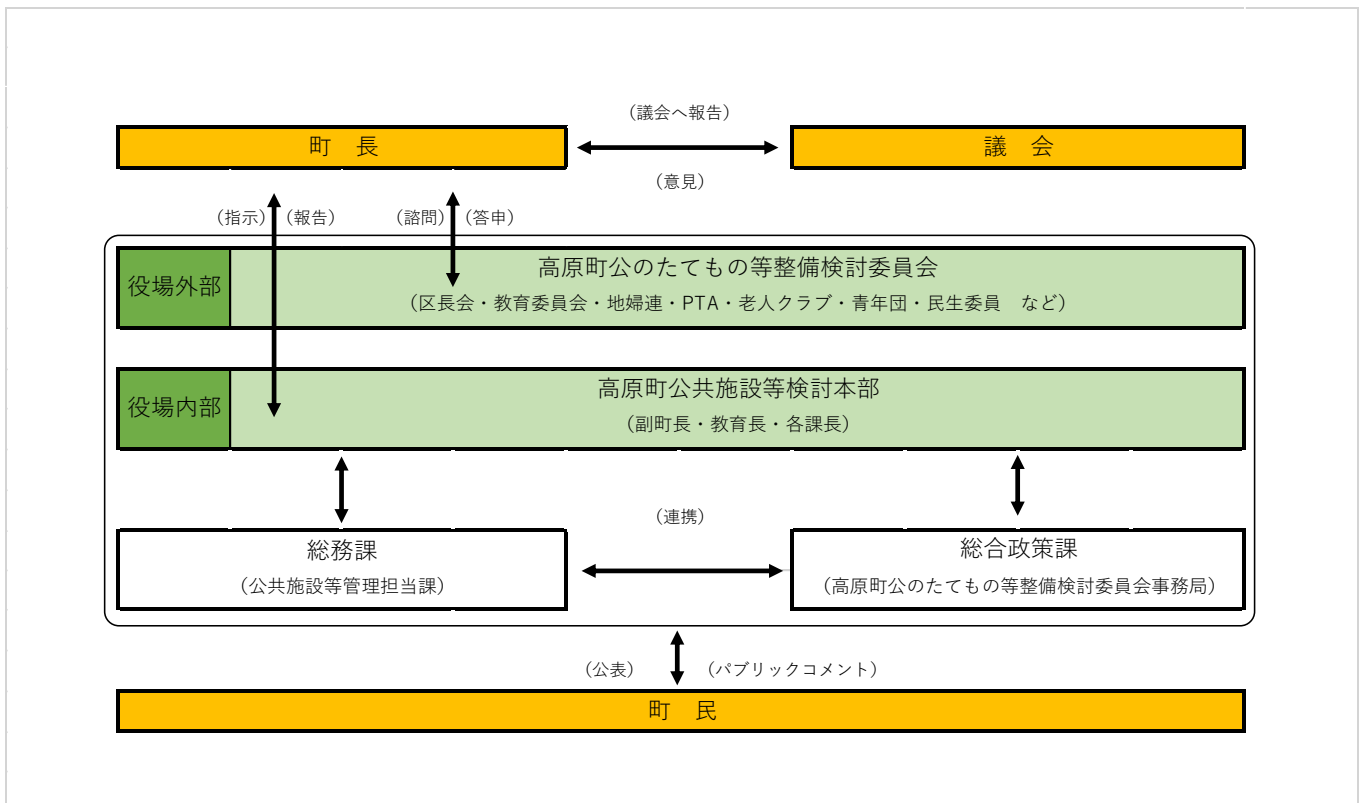 （議会へ報告）
町　長
議　会
（意見）
（指示）（報告）
（諮問）（答申）
役場外部
高原町公のたてもの等整備検討委員会
（区長会・教育委員会・地婦連・PTA・老人クラブ・青年団・民生委員　など）
役場内部
高原町公共施設等検討本部
（副町長・教育長・各課長）
（連携）
総務課
（公共施設等管理担当課）
総合政策課
（高原町公のたてもの等整備検討委員会事務局）
（公表）
（パブリックコメント）
町　民